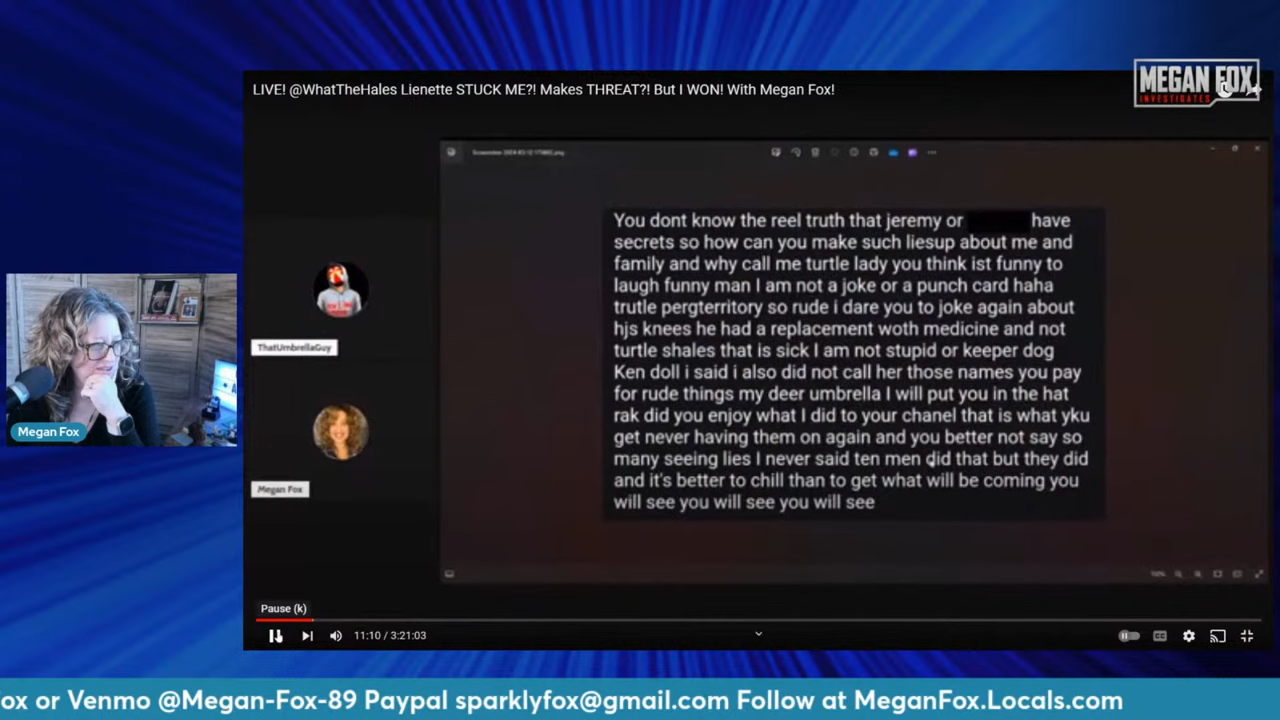 MEGAN FOX
INVESTIGATES
LIVE! @WhatTheHales Lienette STUCK ME?! Makes THREAT?! But I WON! With Megan Fox!
You dont know the reel truth that jeremy or have
secrets so how can you make such liesup about me and
family and why call me turtle lady you think ist funny to
laugh funny man I am not a joke or a punch card haha
trutle pergterritory so rude i dare you to joke again about
hjs knees he had a replacement woth medicine and not
turtle shales that is sick I am not stupid or keeper dog
Ken doll i said i also did not call her those names you pay
for rude things my deer umbrella I will put you in the hat
rak did you enjoy what I did to your chanel that is what yku
get never having them on again and you better not say so
many seeing lies I never said ten men did that but they did
and it's better to chill than to get what will be coming you
will see you will see you will see
ThatUmbrellaGuy
Megan Fox
Megan Fox
Pause (k)
11:10 / 3:21:03
CC
ox or Venmo @Megan-Fox-89 Paypal sparklyfox@gmail.com Follow at MeganFox.Locals.com